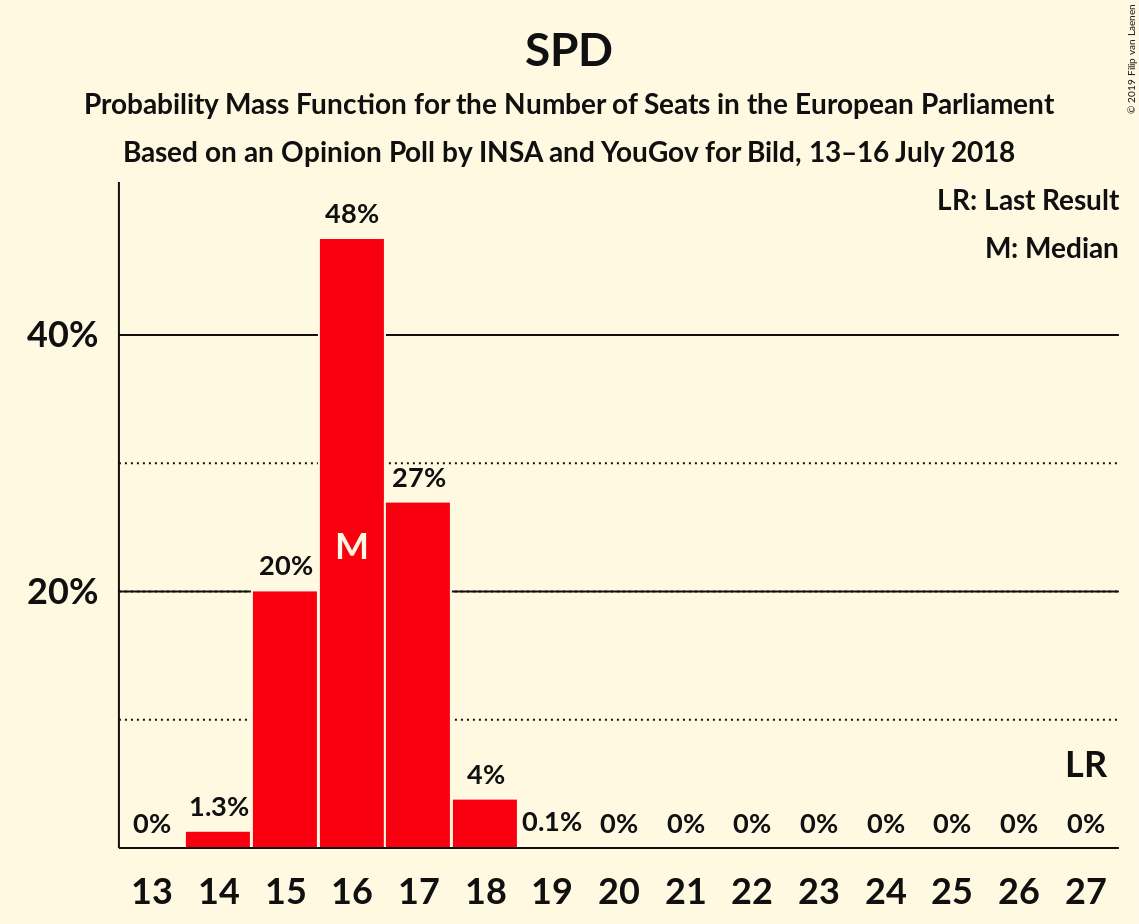 SPD
Probability Mass Function for the Number of Seats in the European Parliament
Based on an Opinion Poll by INSA and YouGov for Bild, 13–16 July 2018
© 2019 Filip van Laenen
LR: Last Result
M: Median
40%
20%
0%
1.3%
20%
48%
M
27%
4%
0.1%
0%
0%
0%
0%
0%
0%
0%
LR
0%
13 14 15 16 17 18 19 20 21 22 23 24 25 26 27